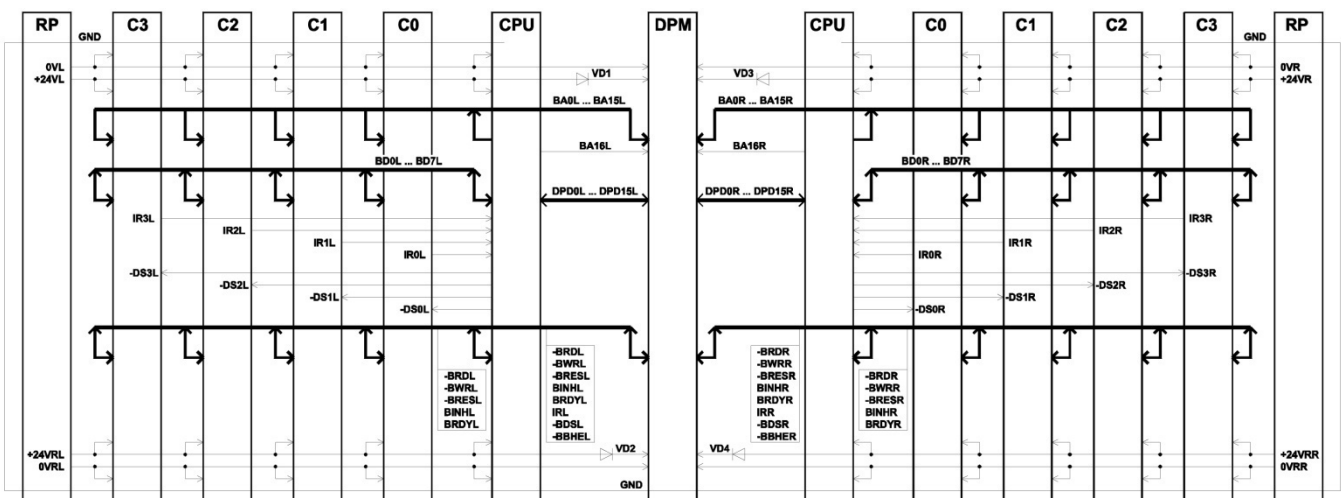 RP C3 C2 C1 C0 CPU DPM CPU C0 C1 C2 C3 RP
GND GND
0VL 0VR
+24VL VD1 VD3 +24VR
BA0L ... BA15L BA0R ... BA15R
BA16L BA16R
BD0L ... BD7L BD0R ... BD7R
DPD0L ... DPD15L DPD0R ... DPD15R
IR3L IR3R
IR2L IR2R
IR1L IR1R
IR0L IR0R
-DS3L -DS3R
-DS2L -DS2R
-DS1L -DS1R
-DS0L -DS0R
-BRDL
-BWRL
-BRESL
BINHL
BRDYL
-BRDL
-BWRL
-BRESL
BINHL
BRDYL
IRL
-BDSL
-BBHEL
-BRDR
-BWRR
-BRESR
BINHR
BRDYR
IRR
-BDSR
-BBHER
-BRDR
-BWRR
-BRESR
BINHR
BRDYR
+24VRL VD2 VD4 +24VRR
0VRL 0VRR
GND